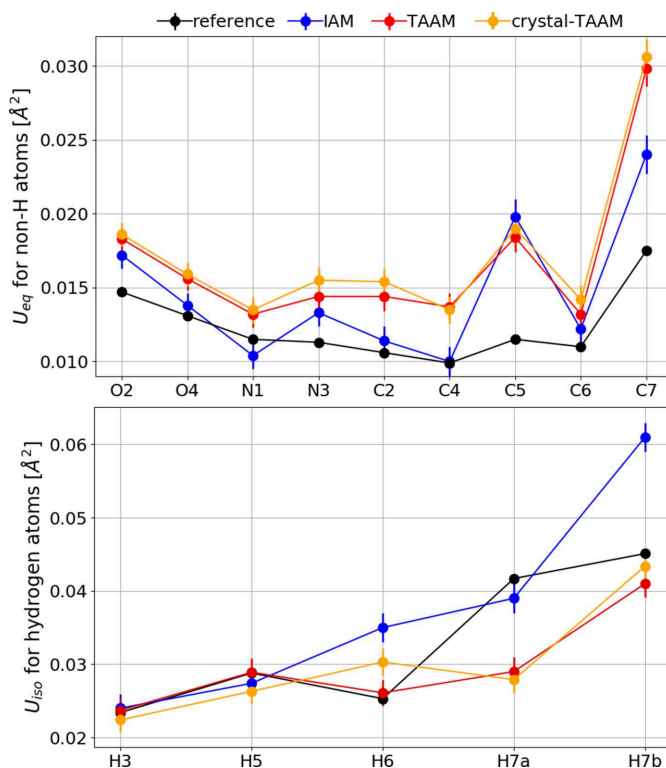 reference IAM TAAM crystal-TAAM
U_eq for non-H atoms [Å²]
0.030
0.025
0.020
0.015
0.010
O2 O4 N1 N3 C2 C4 C5 C6 C7
U_iso for hydrogen atoms [Å²]
0.06
0.05
0.04
0.03
0.02
H3 H5 H6 H7a H7b